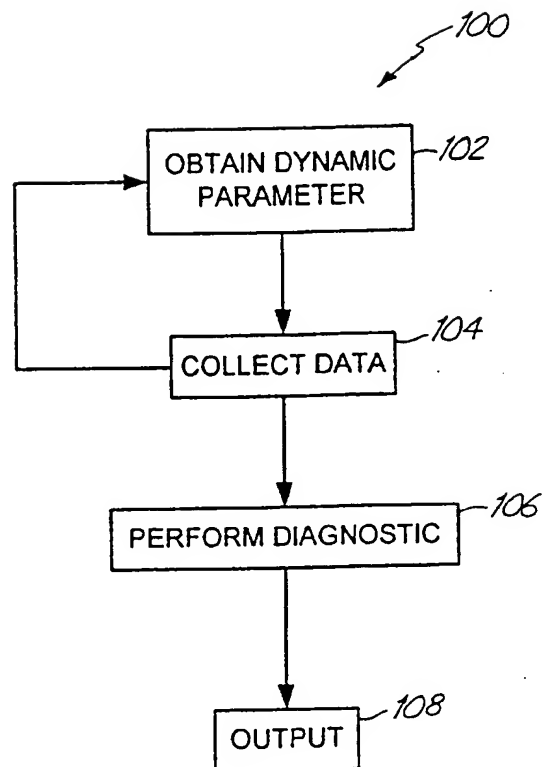 100
OBTAIN DYNAMIC
PARAMETER
102
COLLECT DATA
104
PERFORM DIAGNOSTIC
106
OUTPUT
108